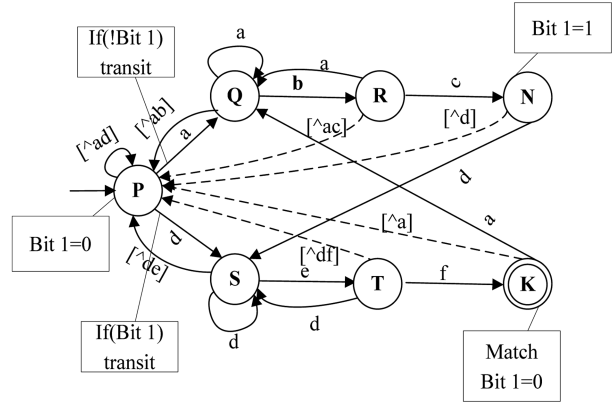 Bit 1=1
If(!Bit 1)
transit
a
a
Q
b
R
c
N
[^ab]
[^ad]
a
[^ac]
[^d]
P
d
Bit 1=0
d
[^a]
a
[^de]
[^df]
S
e
T
f
K
d
d
If(Bit 1)
transit
Match
Bit 1=0